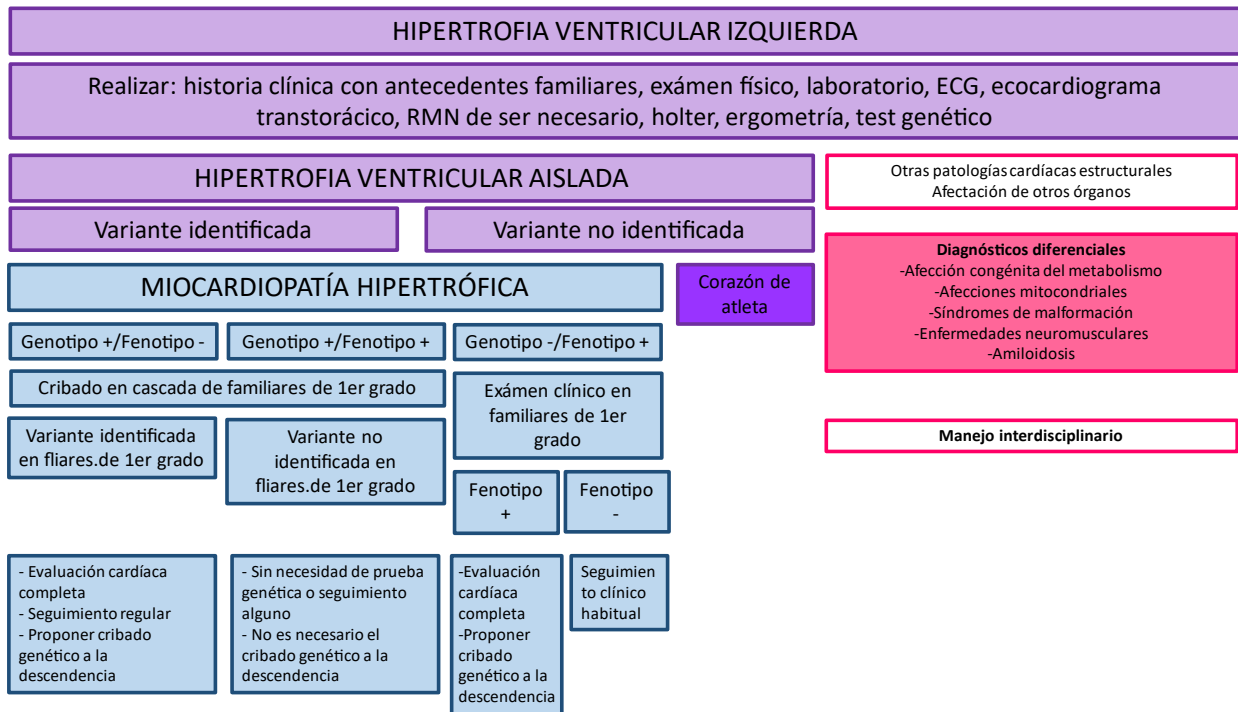 HIPERTROFIA VENTRICULAR IZQUIERDA
Realizar: historia clínica con antecedentes familiares, exámen físico, laboratorio, ECG, ecocardiograma
transtorácico, RMN de ser necesario, holter, ergometría, test genético
HIPERTROFIA VENTRICULAR AISLADA
Otras patologías cardíacas estructurales
Afectación de otros órganos
Variante identificada
Variante no identificada
Diagnósticos diferenciales
-Afección congénita del metabolismo
-Afecciones mitocondriales
-Síndromes de malformación
-Enfermedades neuromusculares
-Amiloidosis
MIOCARDIOPATÍA HIPERTRÓFICA
Corazón de
atleta
Genotipo +/Fenotipo -
Genotipo +/Fenotipo +
Genotipo -/Fenotipo +
Cribado en cascada de familiares de 1er grado
Exámen clínico en
familiares de 1er
grado
Variante identificada
en fliares.de 1er grado
Variante no
identificada en
fliares.de 1er grado
Manejo interdisciplinario
Fenotipo
+
Fenotipo
-
- Evaluación cardíaca
completa
- Seguimiento regular
- Proponer cribado
genético a la
descendencia
- Sin necesidad de prueba
genética o seguimiento
alguno
- No es necesario el
cribado genético a la
descendencia
-Evaluación
cardíaca
completa
-Proponer
cribado
genético a la
descendencia
Seguimien
to clínico
habitual